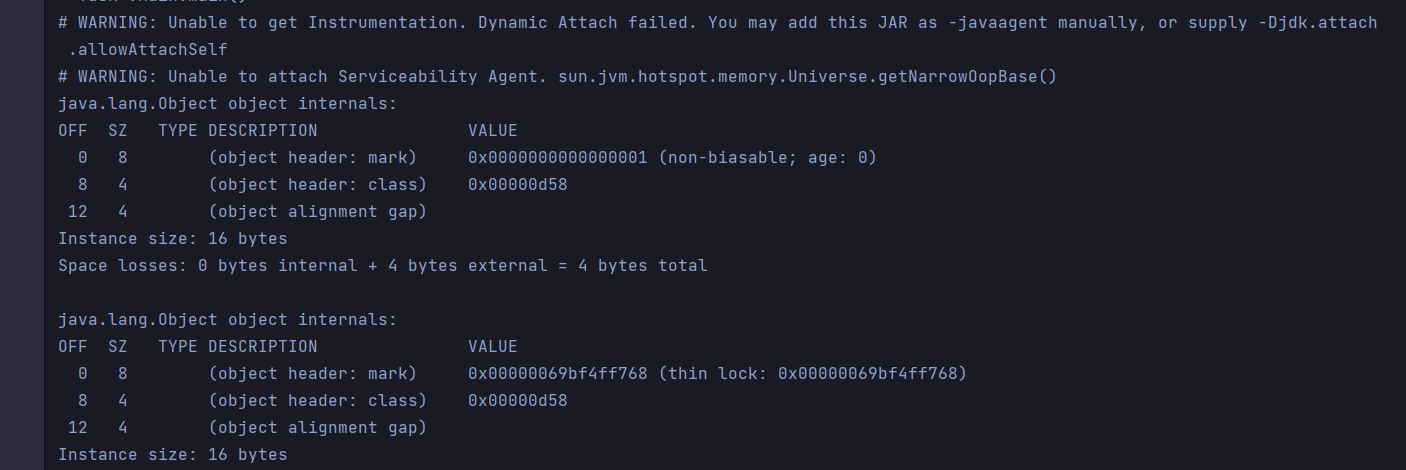 # WARNING: Unable to get Instrumentation. Dynamic Attach failed. You may add this JAR as -javaagent manually, or supply -Djdk.attach
.allowAttachSelf
# WARNING: Unable to attach Serviceability Agent. sun.jvm.hotspot.memory.Universe.getNarrowOopBase()
java.lang.Object object internals:
OFF  SZ   TYPE DESCRIPTION               VALUE
  0   8        (object header: mark)     0x0000000000000001 (non-biasable; age: 0)
  8   4        (object header: class)    0x00000d58
 12   4        (object alignment gap)
Instance size: 16 bytes
Space losses: 0 bytes internal + 4 bytes external = 4 bytes total

java.lang.Object object internals:
OFF  SZ   TYPE DESCRIPTION               VALUE
  0   8        (object header: mark)     0x00000069bf4ff768 (thin lock: 0x00000069bf4ff768)
  8   4        (object header: class)    0x00000d58
 12   4        (object alignment gap)
Instance size: 16 bytes